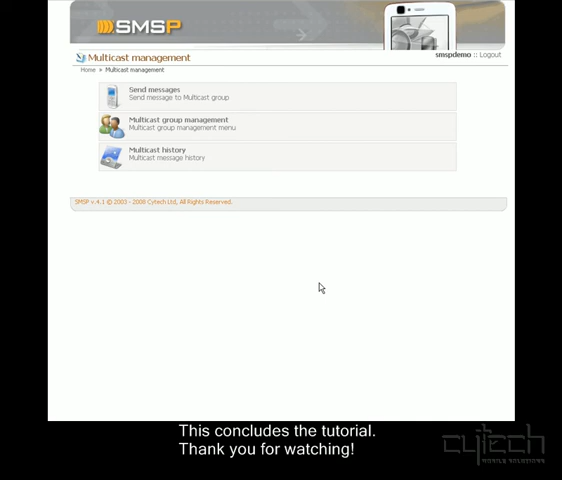 SMSP
Multicast management
smspdemo :: Logout
Home » Multicast management
Send messages
Send message to Multicast group
Multicast group management
Multicast group management menu
Multicast history
Multicast message history
SMSP v.4.1 © 2003 - 2008 Cytech Ltd, All Rights Reserved.
This concludes the tutorial.
Thank you for watching!
cytech
MOBILE SOLUTIONS